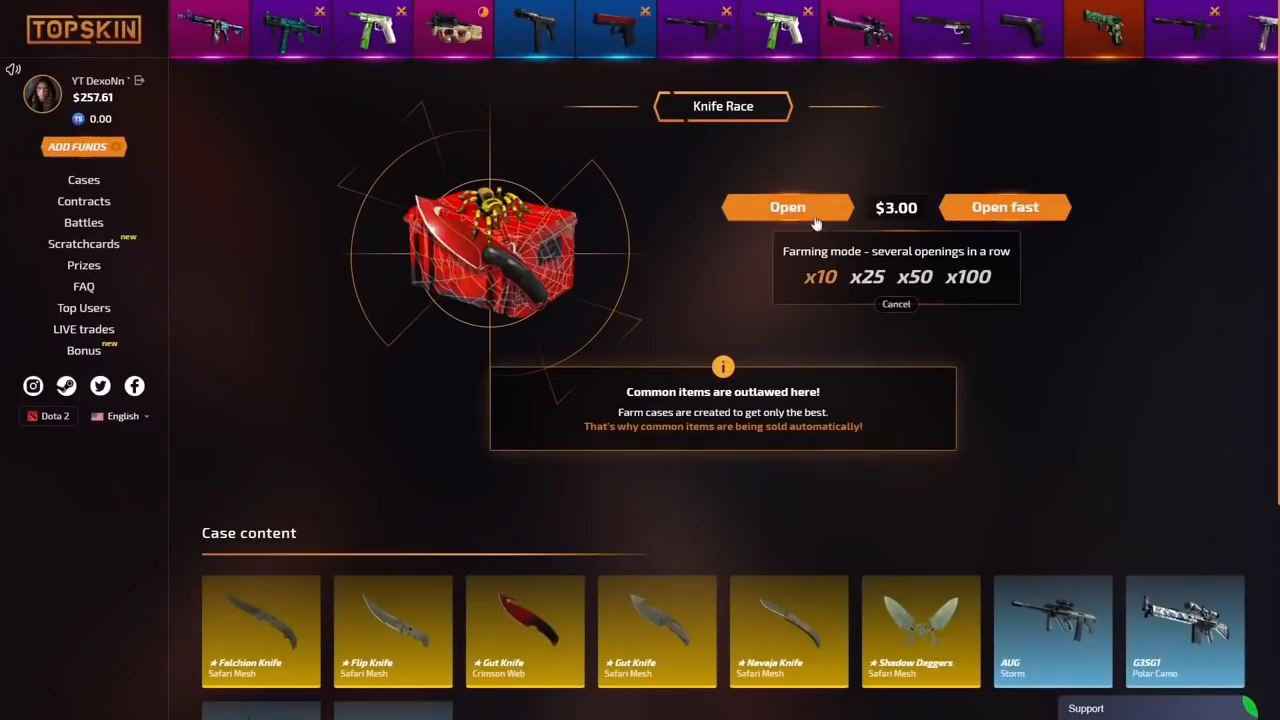 TOPSKIN
YT DexoNn `
$257.61
TS 0.00
ADD FUNDS
Cases
Contracts
Battles
Scratchcards new
Prizes
FAQ
Top Users
LIVE trades
Bonus new
Dota 2
English
Knife Race
Open
$3.00
Open fast
Farming mode - several openings in a row
x10 x25 x50 x100
Cancel
i
Common items are outlawed here!
Farm cases are created to get only the best.
That's why common items are being sold automatically!
Case content
★ Falchion Knife
Safari Mesh
★ Flip Knife
Safari Mesh
★ Gut Knife
Crimson Web
★ Gut Knife
Safari Mesh
★ Navaja Knife
Safari Mesh
★ Shadow Daggers
Safari Mesh
AUG
Storm
G3SG1
Polar Camo
Support